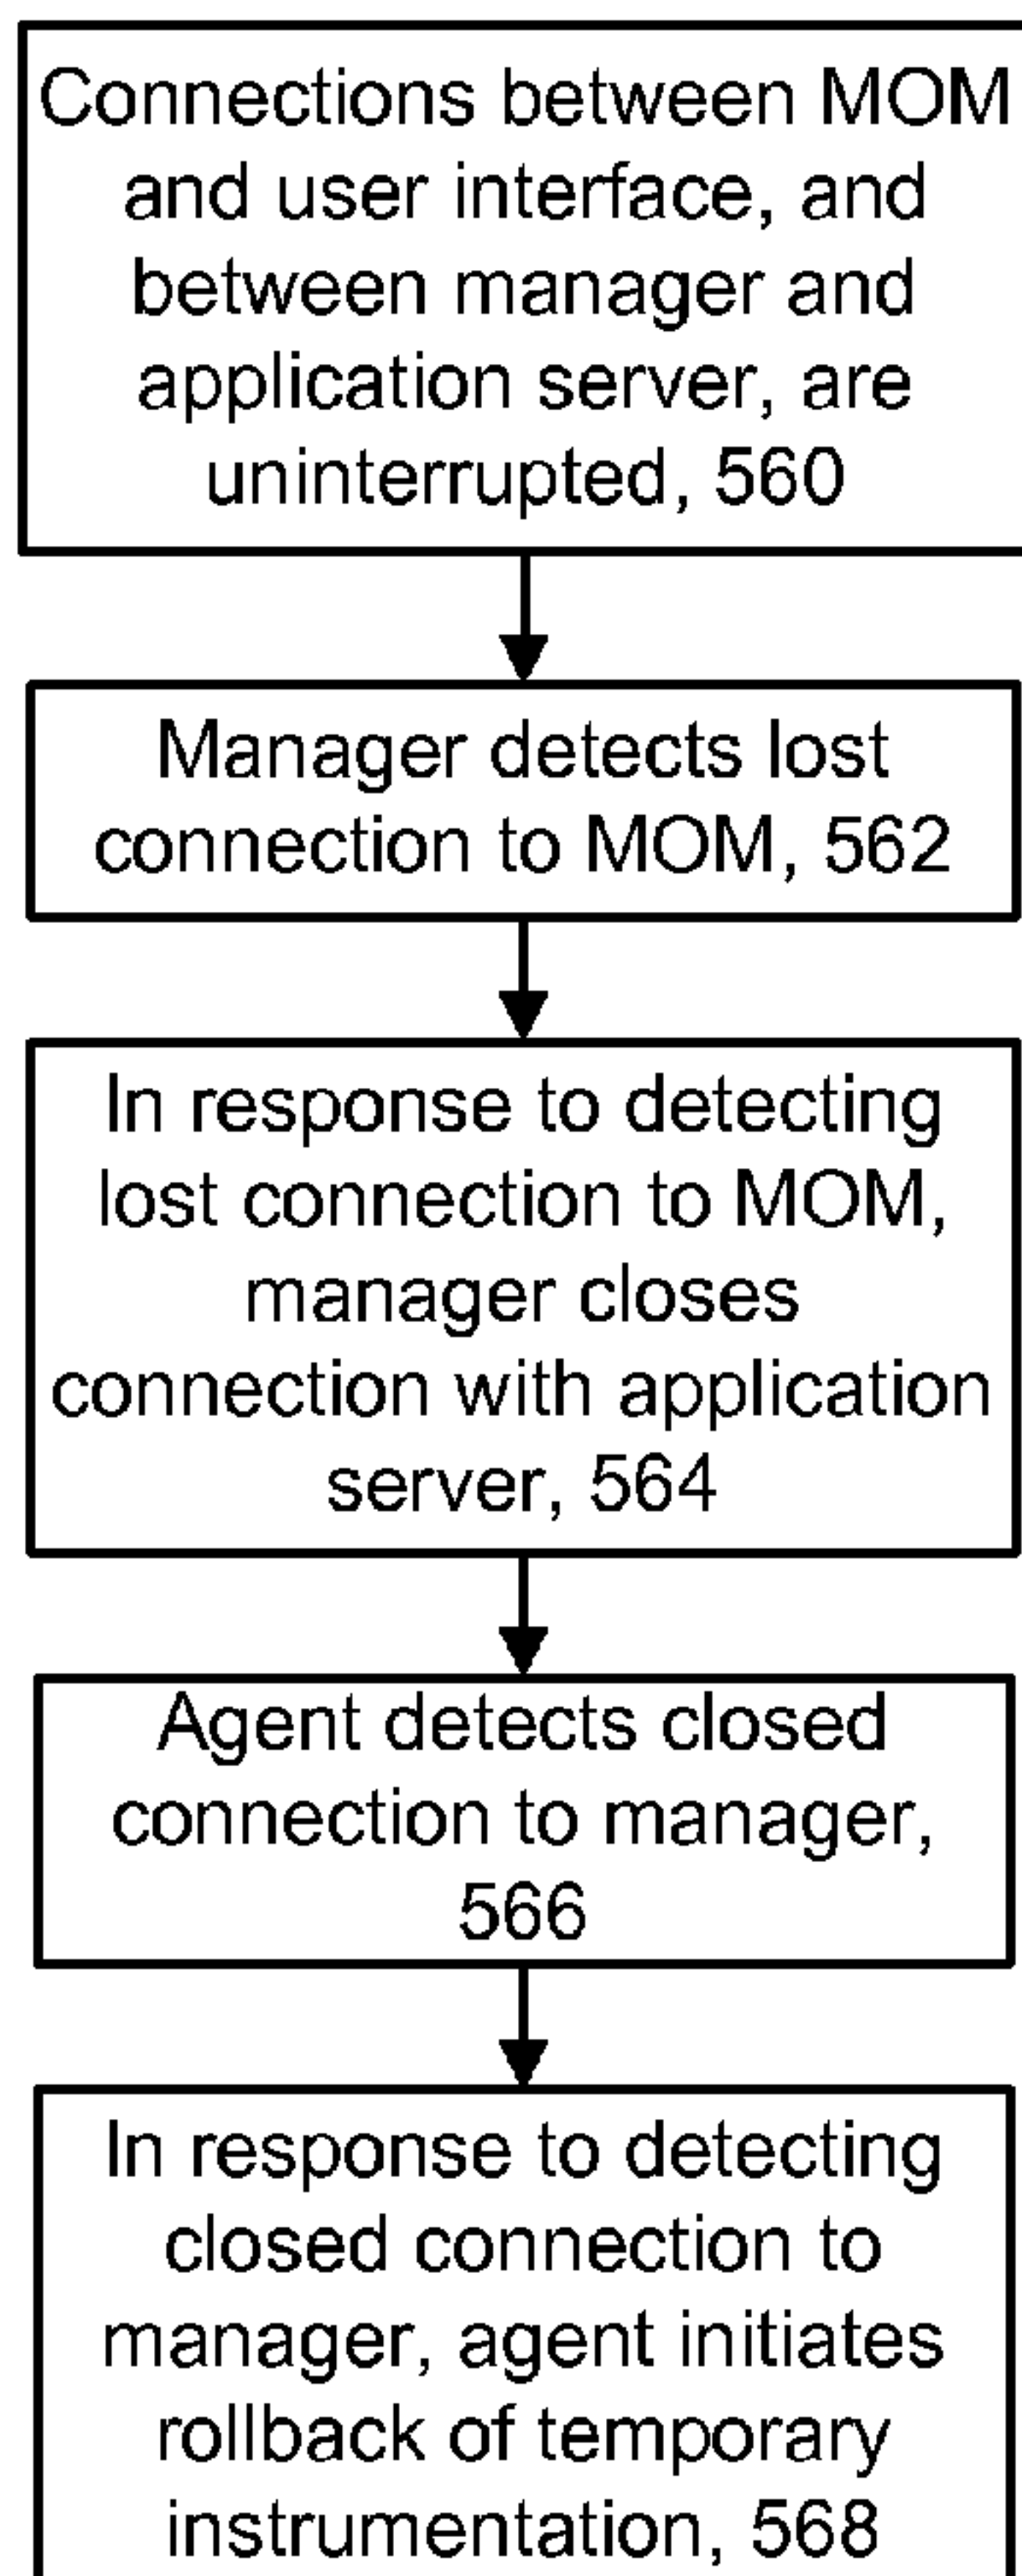 Connections between MOM
and user interface, and
between manager and
application server, are
uninterrupted, 560
Manager detects lost
connection to MOM, 562
In response to detecting
lost connection to MOM,
manager closes
connection with application
server, 564
Agent detects closed
connection to manager,
566
In response to detecting
closed connection to
manager, agent initiates
rollback of temporary
instrumentation, 568